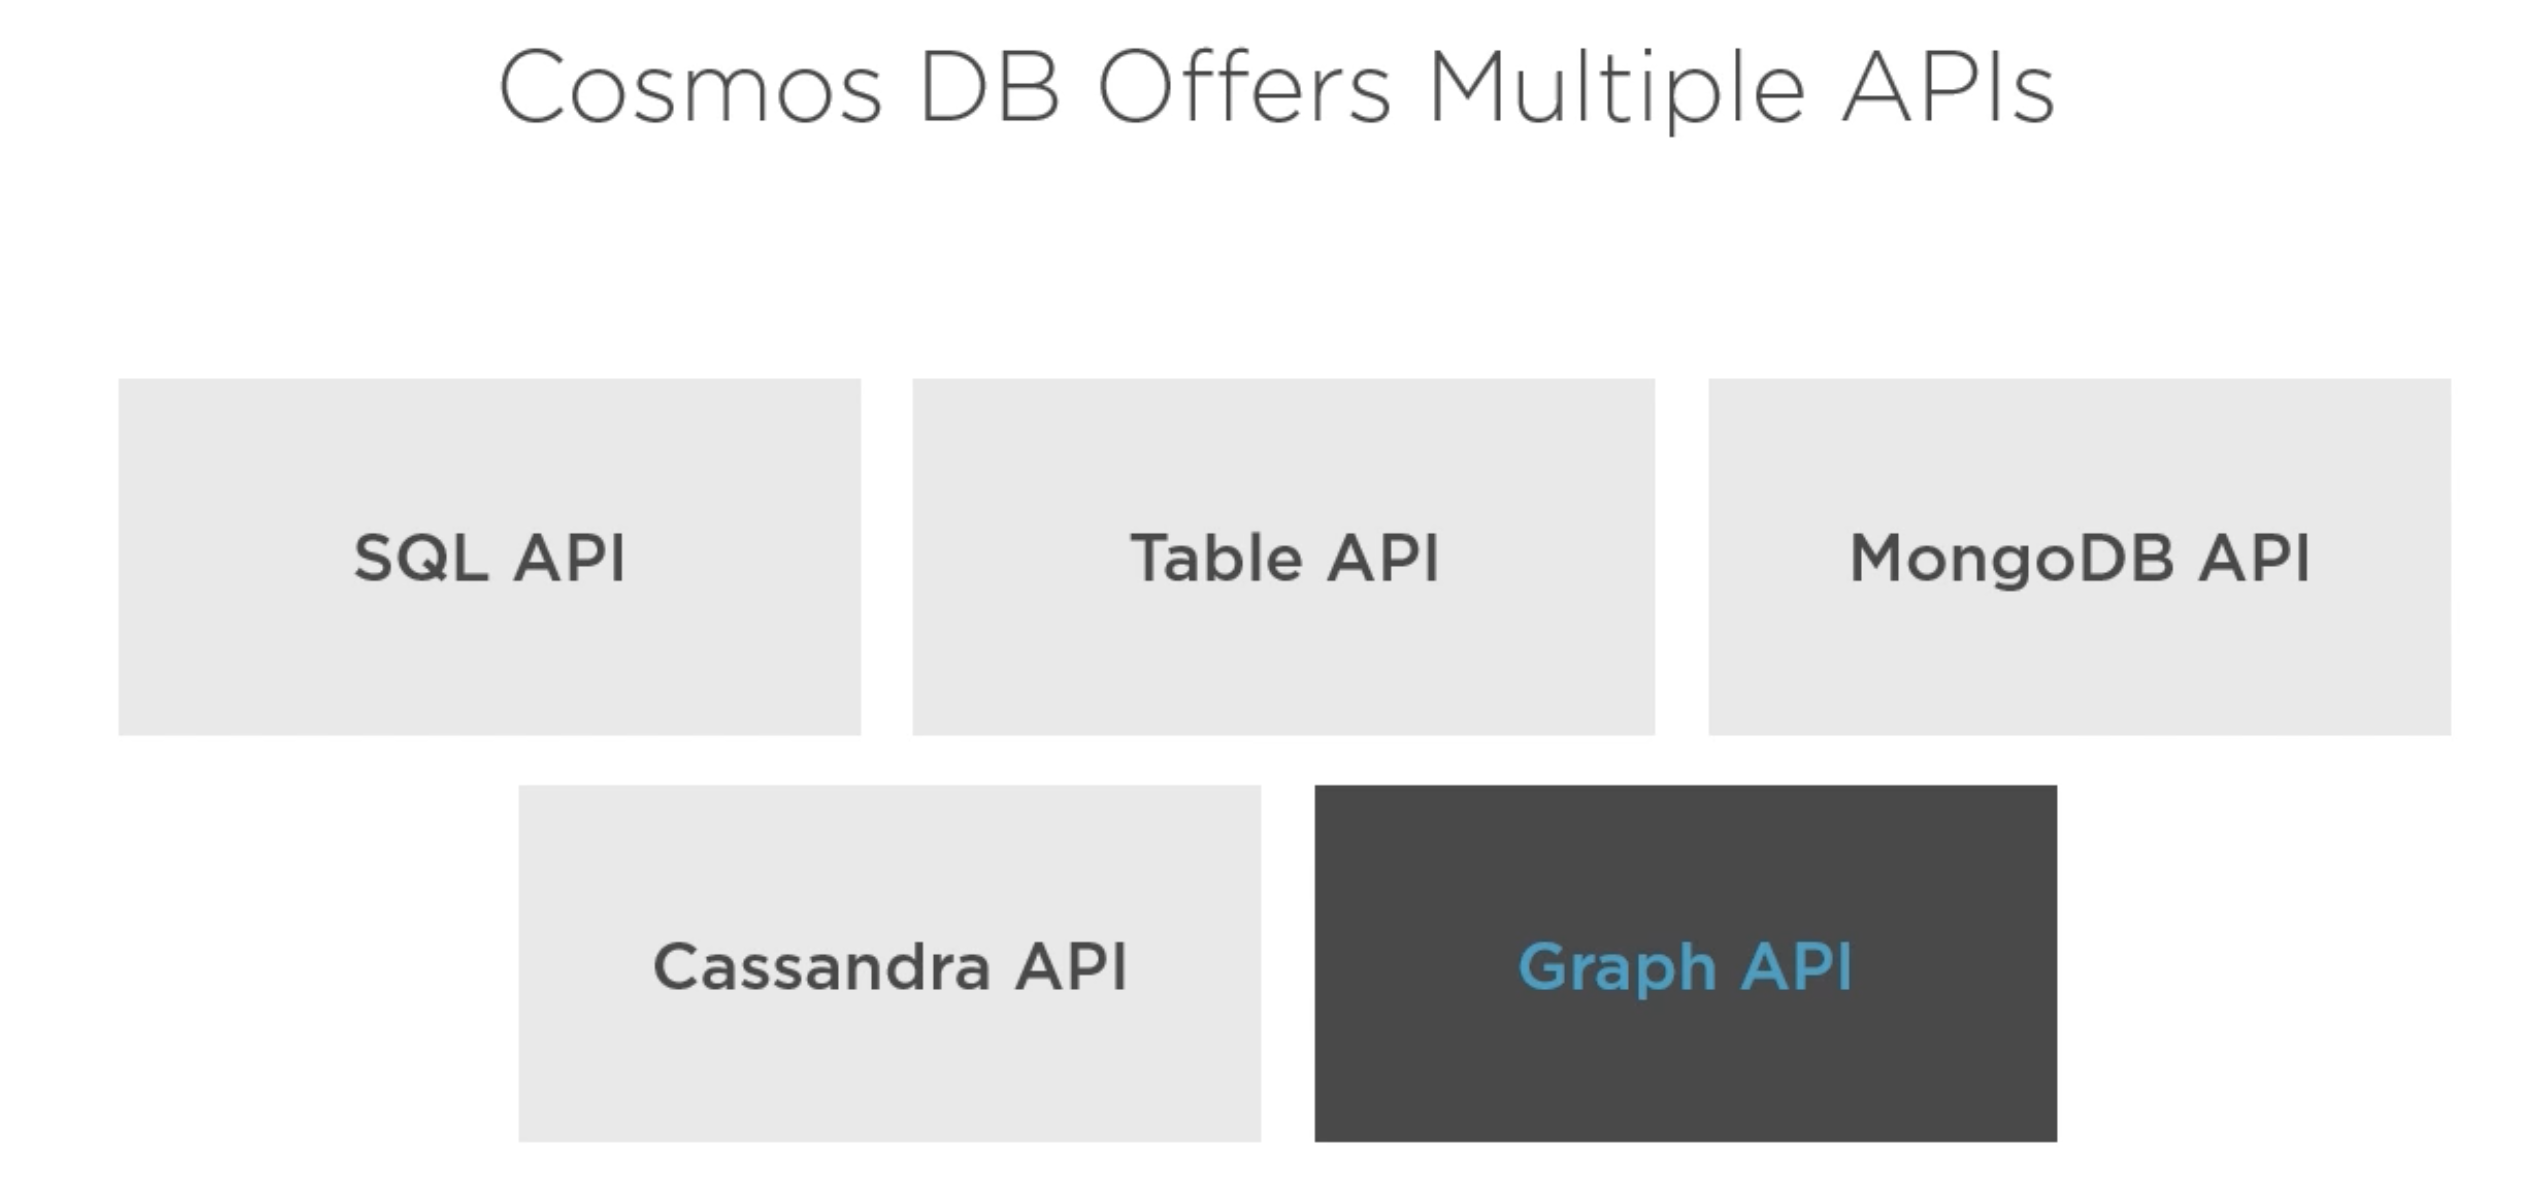 Cosmos DB Offers Multiple APIs
SQL API
Table API
MongoDB API
Cassandra API
Graph API